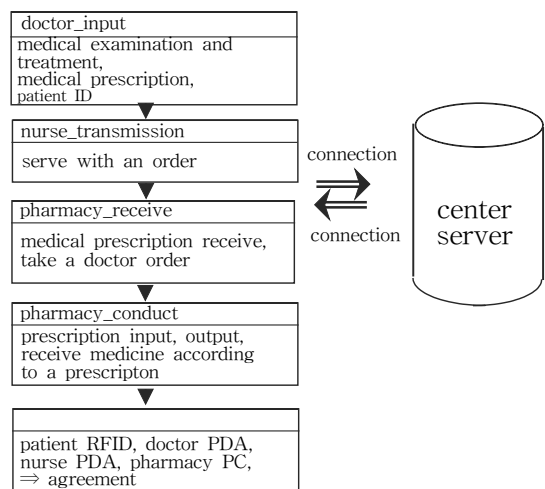 doctor_input
medical examination and
treatment,
medical prescription,
patient ID
nurse_transmission
serve with an order
pharmacy_receive
medical prescription receive,
take a doctor order
pharmacy_conduct
prescription input, output,
receive medicine according
to a prescripton
patient RFID, doctor PDA,
nurse PDA, pharmacy PC,
⇒ agreement
connection
connection
center
server